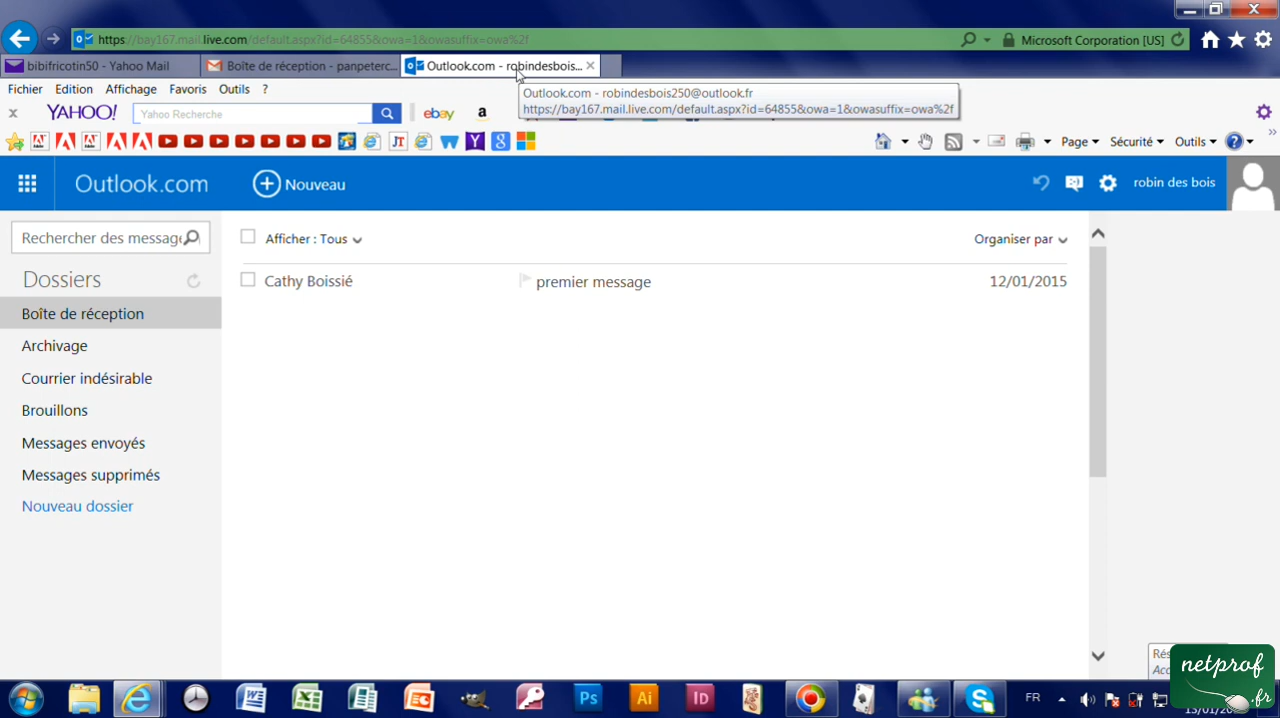 https://bay167.mail.live.com/default.aspx?id=64855&owa=1&owasuffix=owa%2f
Microsoft Corporation [US]
bibifricotin50 - Yahoo Mail
Boîte de réception - panpeterc...
Outlook.com - robindesbois...
Fichier Edition Affichage Favoris Outils ?
Outlook.com - robindesbois250@outlook.fr
https://bay167.mail.live.com/default.aspx?id=64855&owa=1&owasuffix=owa%2f
x YAHOO! Yahoo Recherche ebay a
Page Sécurité Outils
Outlook.com
Nouveau
robin des bois
Rechercher des message
Afficher : Tous
Organiser par
Dossiers
Cathy Boissié premier message 12/01/2015
Boîte de réception
Archivage
Courrier indésirable
Brouillons
Messages envoyés
Messages supprimés
Nouveau dossier
netprof
.fr
Ps Ai ID
FR